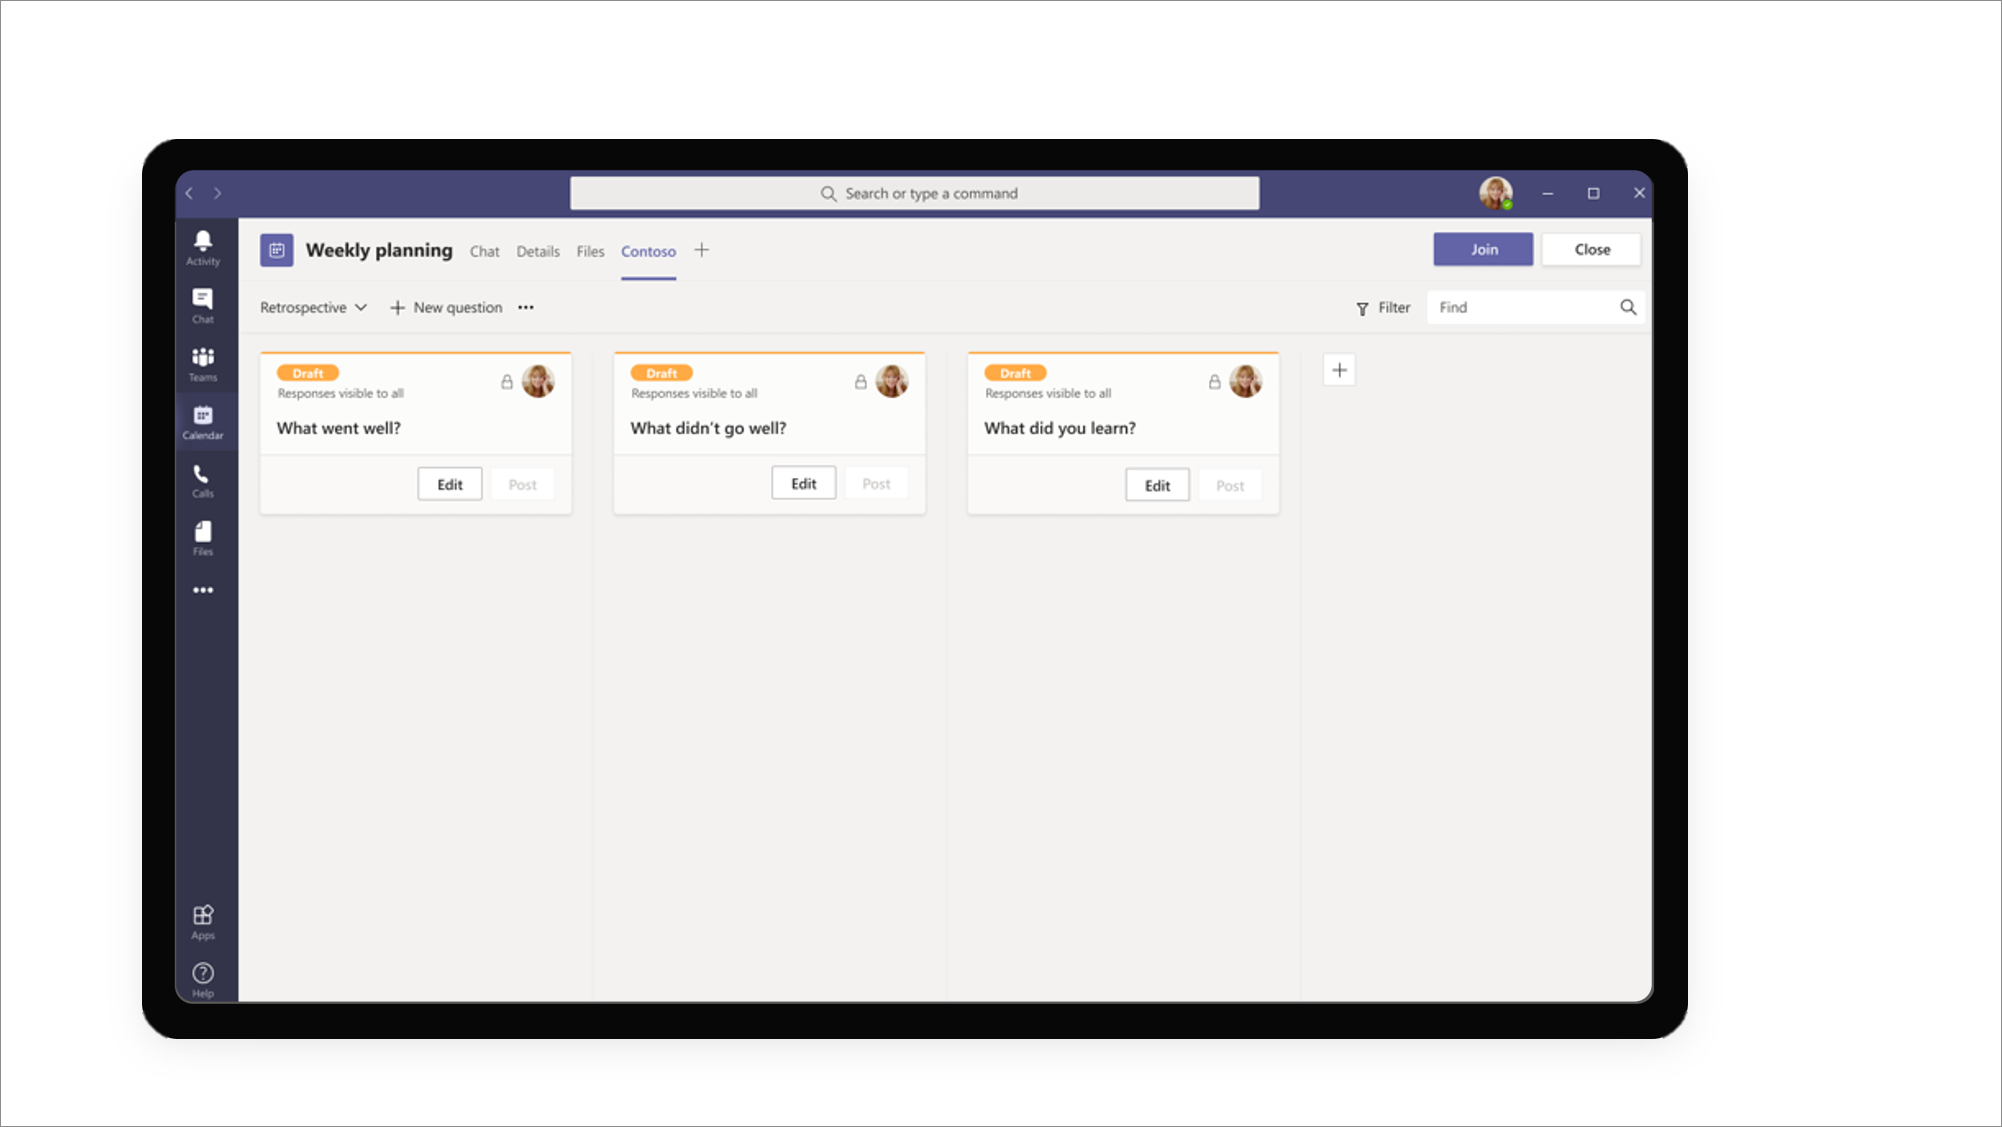 Search or type a command
Activity
Chat
Teams
Calendar
Calls
Files
Apps
Help
Weekly planning Chat Details Files Contoso
Join Close
Retrospective New question
Filter Find
Draft
Responses visible to all
What went well?
Edit Post
Draft
Responses visible to all
What didn't go well?
Edit Post
Draft
Responses visible to all
What did you learn?
Edit Post